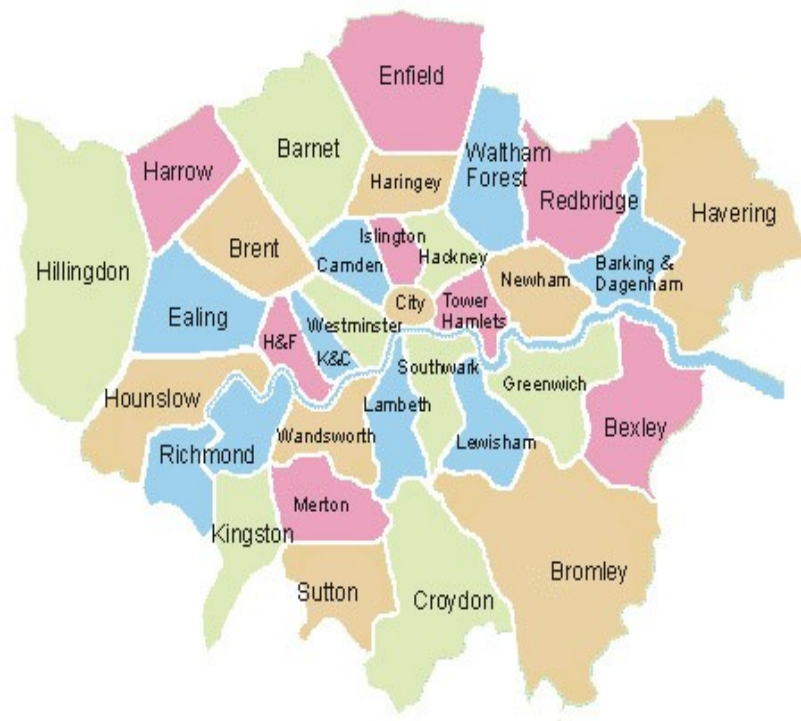 Enfield
Barnet
Waltham
Forest
Harrow
Haringey
Redbridge
Havering
Islington
Brent
Hackney
Camden
Hillingdon
Newham
Barking &
Dagenham
City
Tower
Hamlets
Ealing
Westminster
H&F
K&C
Southwark
Greenwich
Hounslow
Lambeth
Bexley
Wandsworth
Lewisham
Richmond
Merton
Kingston
Bromley
Sutton
Croydon